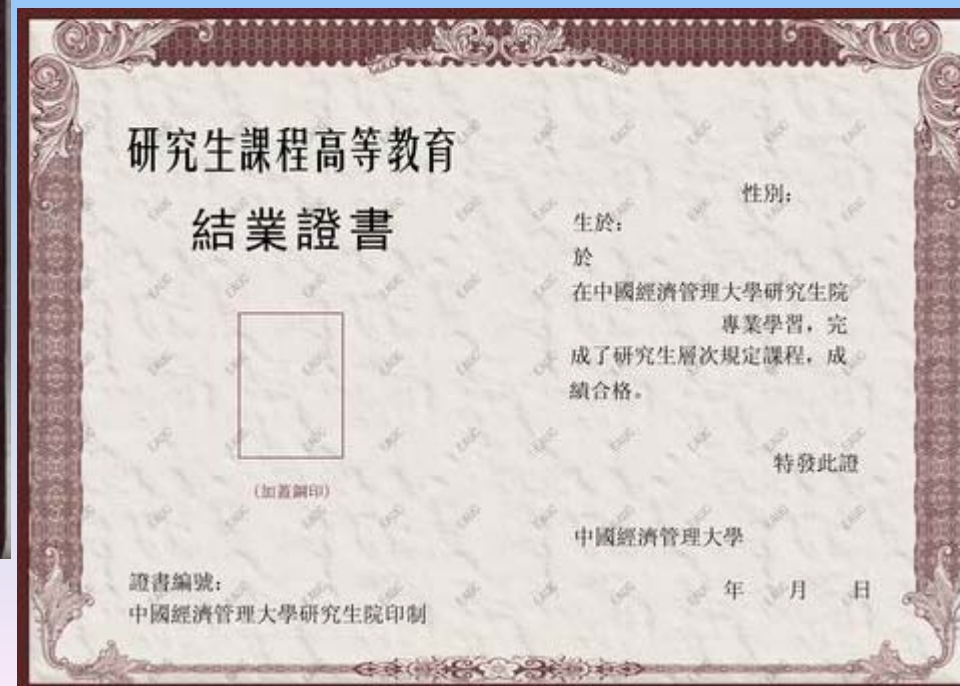 研究生課程高等教育
結業證書
(加蓋鋼印)
證書編號：
中國經濟管理大學研究生院印制
性別：
生於：
於
在中國經濟管理大學研究生院
專業學習，完
成了研究生層次規定課程，成
績合格。
特發此證
中國經濟管理大學
年 月 日